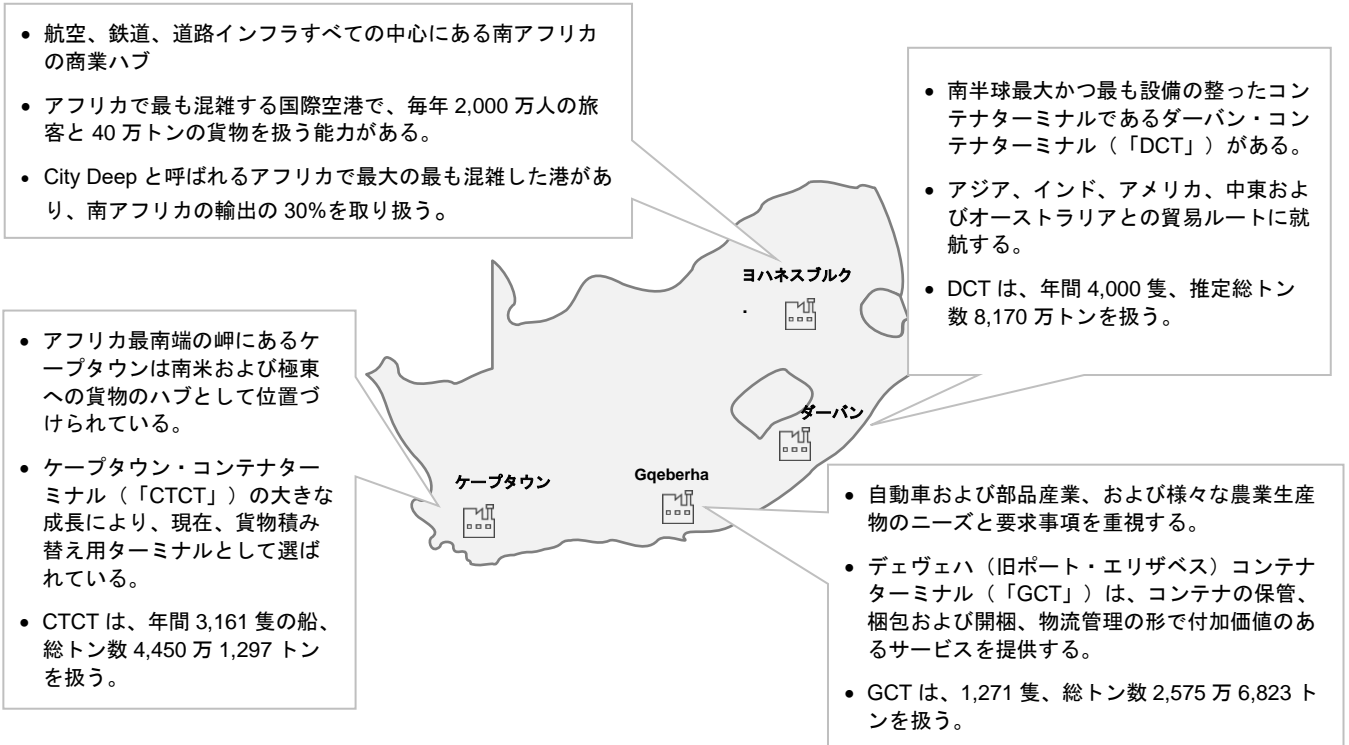 • 航空、鉄道、道路インフラすべての中心にある南アフリカ
の商業ハブ
• アフリカで最も混雑する国際空港で、毎年 2,000 万人の旅
客と 40 万トンの貨物を扱う能力がある。
• City Deep と呼ばれるアフリカで最大の最も混雑した港があ
り、南アフリカの輸出の 30%を取り扱う。
• 南半球最大かつ最も設備の整ったコン
テナターミナルであるダーバン・コン
テナターミナル（「DCT」）がある。
• アジア、インド、アメリカ、中東およ
びオーストラリアとの貿易ルートに就
航する。
• DCT は、年間 4,000 隻、推定総トン
数 8,170 万トンを扱う。
ヨハネスブルク
• アフリカ最南端の岬にあるケ
ープタウンは南米および極東
への貨物のハブとして位置づ
けられている。
• ケープタウン・コンテナター
ミナル（「CTCT」）の大きな
成長により、現在、貨物積み
替え用ターミナルとして選ば
れている。
• CTCT は、年間 3,161 隻の船、
総トン数 4,450 万 1,297 トン
を扱う。
ダーバン
ケープタウン
Gqeberha
• 自動車および部品産業、および様々な農業生産
物のニーズと要求事項を重視する。
• デェヴェハ（旧ポート・エリザベス）コンテナ
ターミナル（「GCT」）は、コンテナの保管、
梱包および開梱、物流管理の形で付加価値のあ
るサービスを提供する。
• GCT は、1,271 隻、総トン数 2,575 万 6,823 ト
ンを扱う。